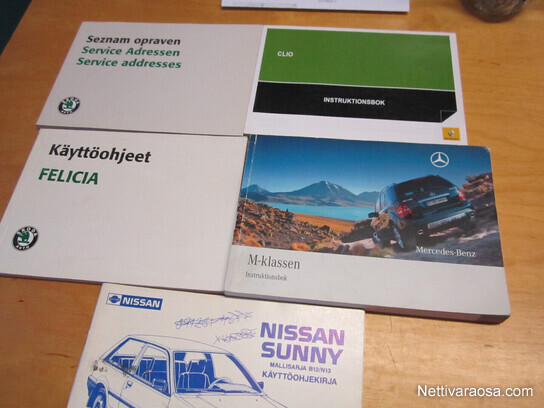 Seznam opraven
Service Adressen
Service addresses
CLIO
INSTRUKTIONSBOK
Käyttöohjeet
FELICIA
Mercedes-Benz
M-klassen
Instruktionsbok
NISSAN
NISSAN
SUNNY
MALLISARJA B12/N13
KÄYTTÖOHJEKIRJA
Nettivaraosa.com